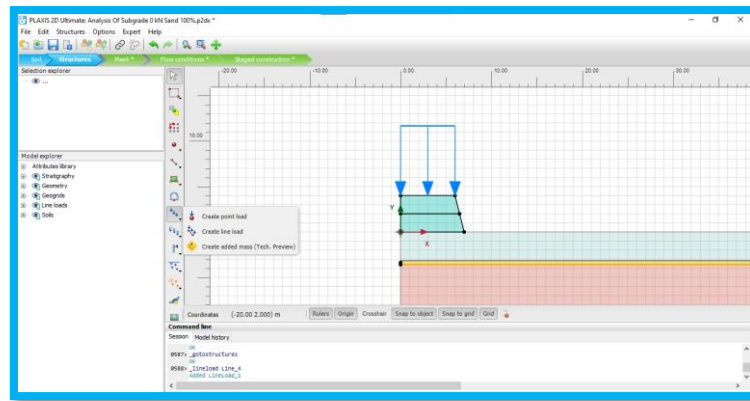 PLAXIS 2D Ultimate: Analysis Of Subgrade 0 kN Sand 100%.p2dx *
File Edit Structures Options Expert Help
Soil Structures Mesh * Flow conditions * Staged construction *
Selection explorer
...
-20.00 -10.00 0.00 10.00 20.00 30.00
10.00
Model explorer
Attributes library
Stratigraphy
Geometry
Geogrids
Line loads
Soils
Create point load
Create line load
Create added mass (Tech. Preview)
Y
X
Coordinates (-20.00 2.000) m Rulers Origin Crosshair Snap to object Snap to grid Grid
Command line
Session Model history
OK
0587> _gotostructures
OK
0588> _lineload Line_4
Added LineLoad_1